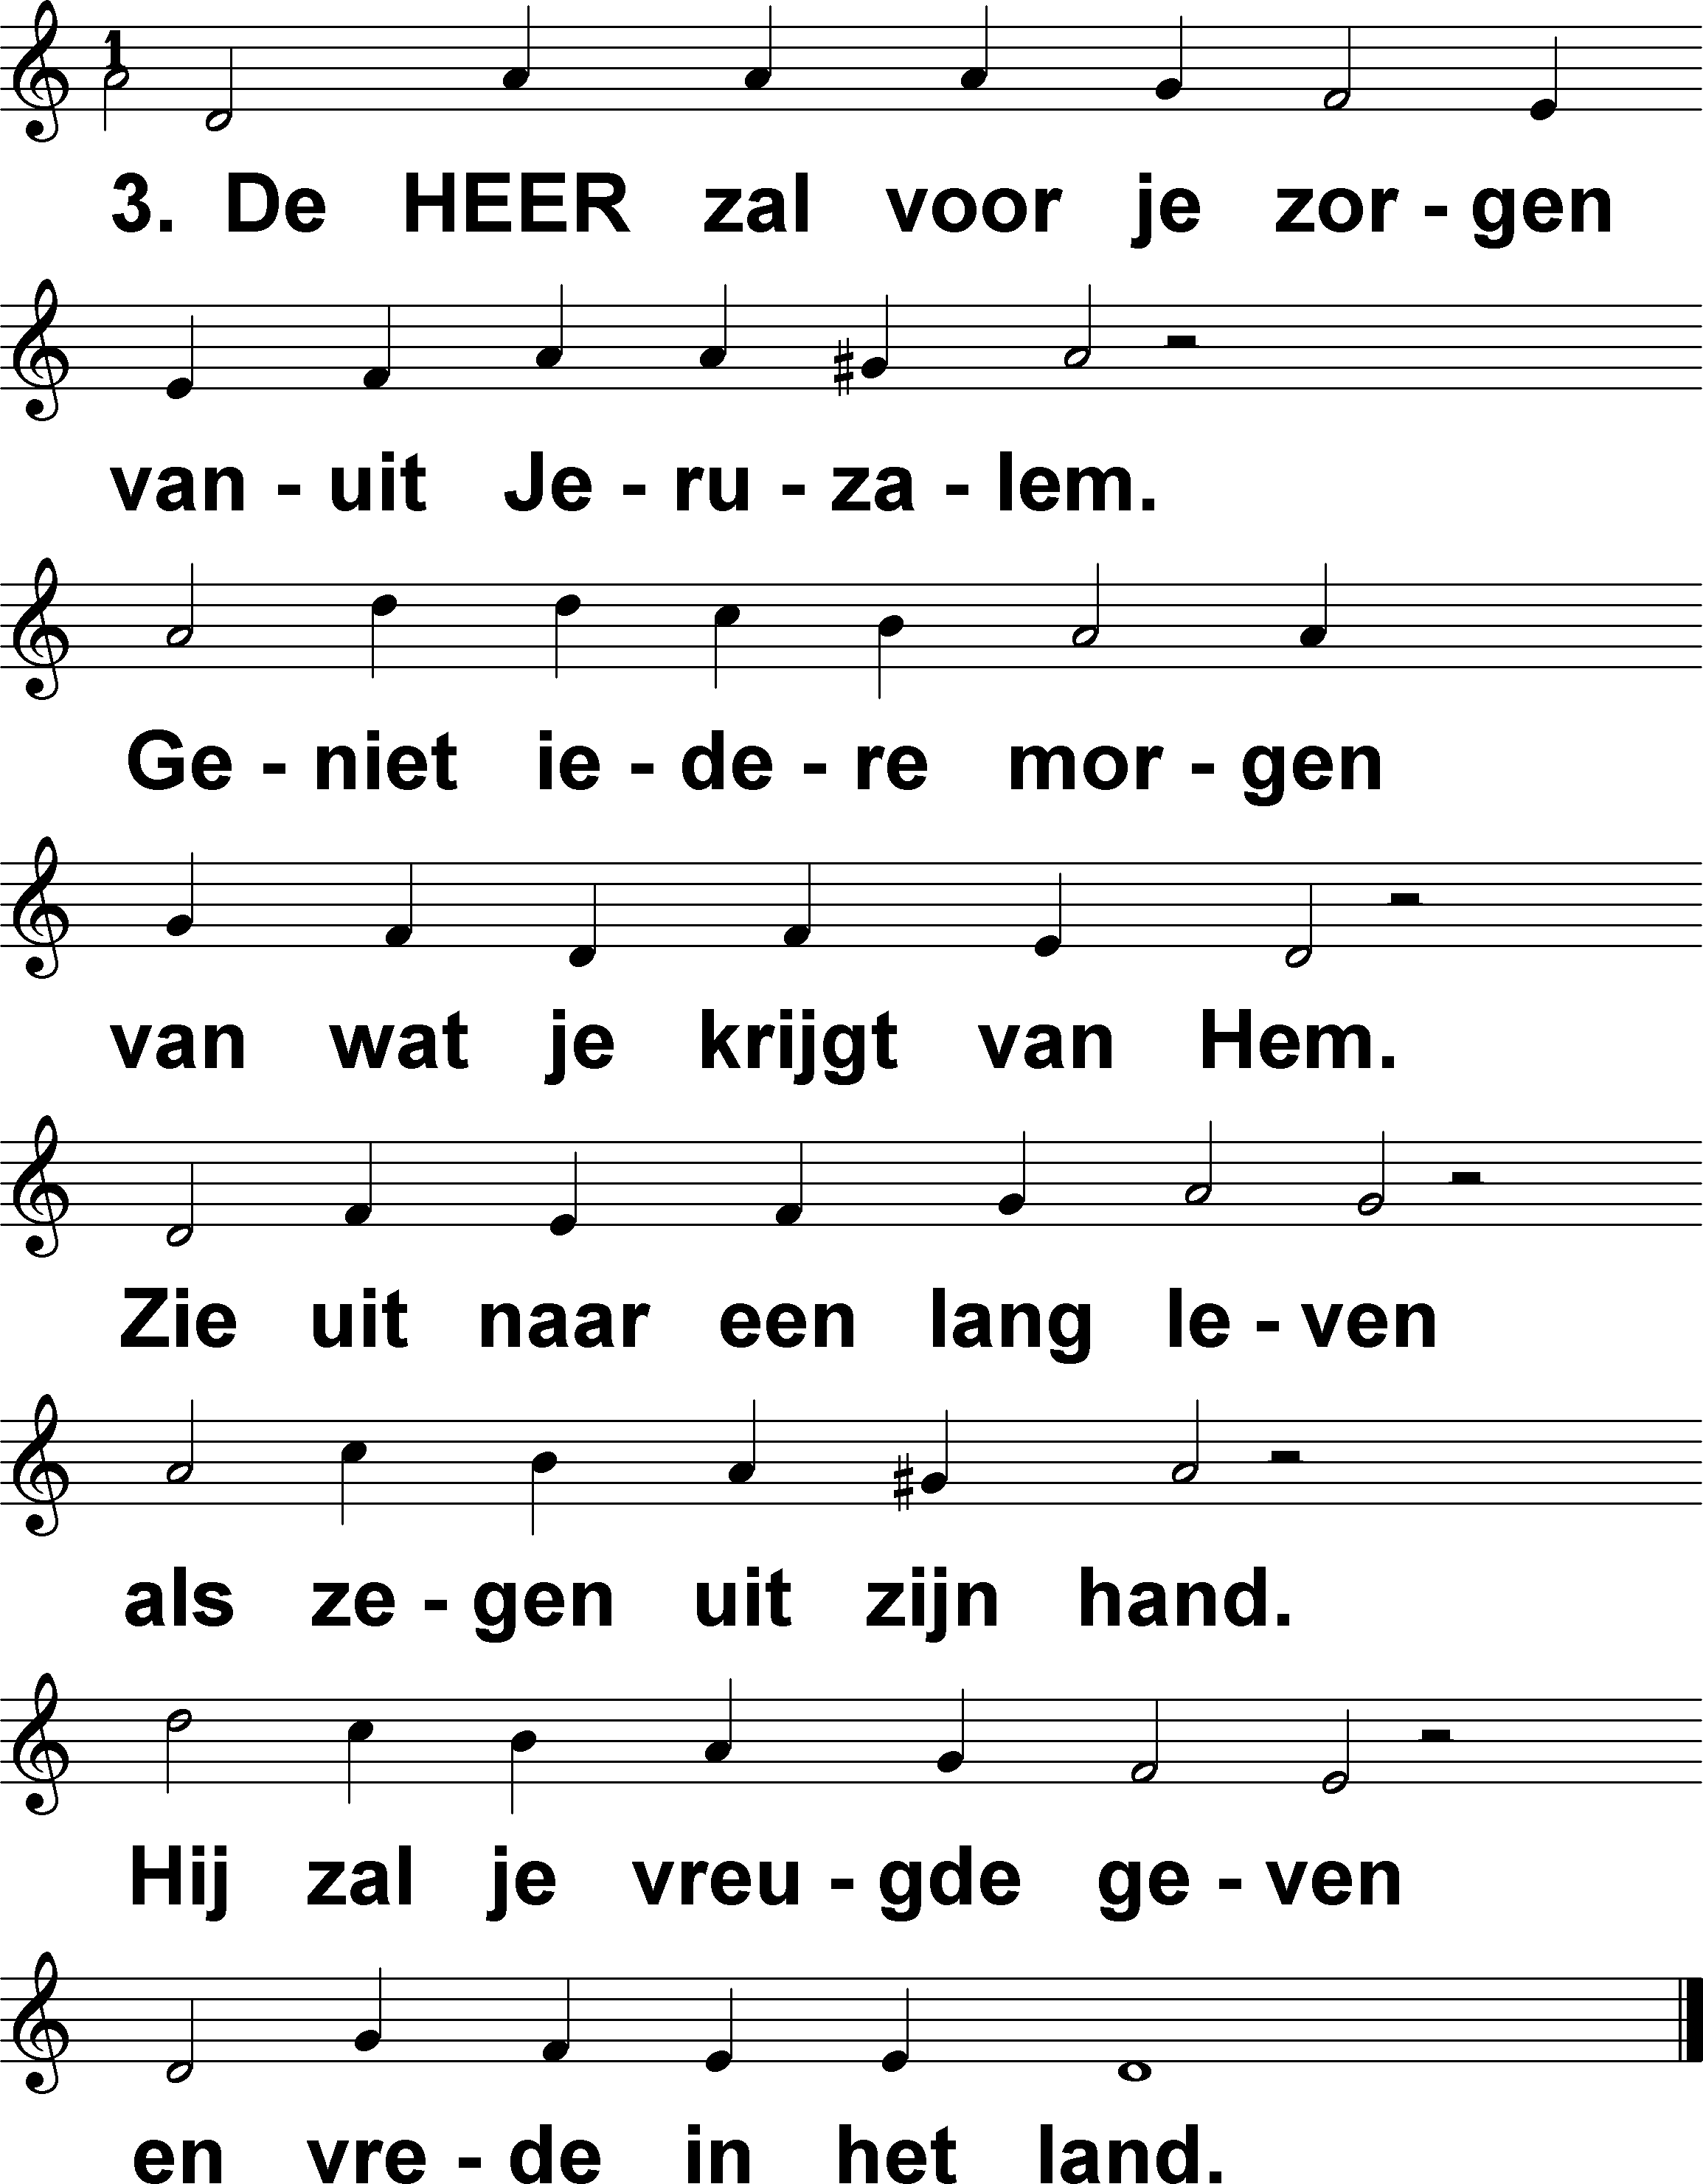 1
3. De HEER zal voor je zor - gen
van - uit Je - ru - za - lem.
Ge - niet ie - de - re mor - gen
van wat je krijgt van Hem.
Zie uit naar een lang le - ven
als ze - gen uit zijn hand.
Hij zal je vreu - gde ge - ven
en vre - de in het land.